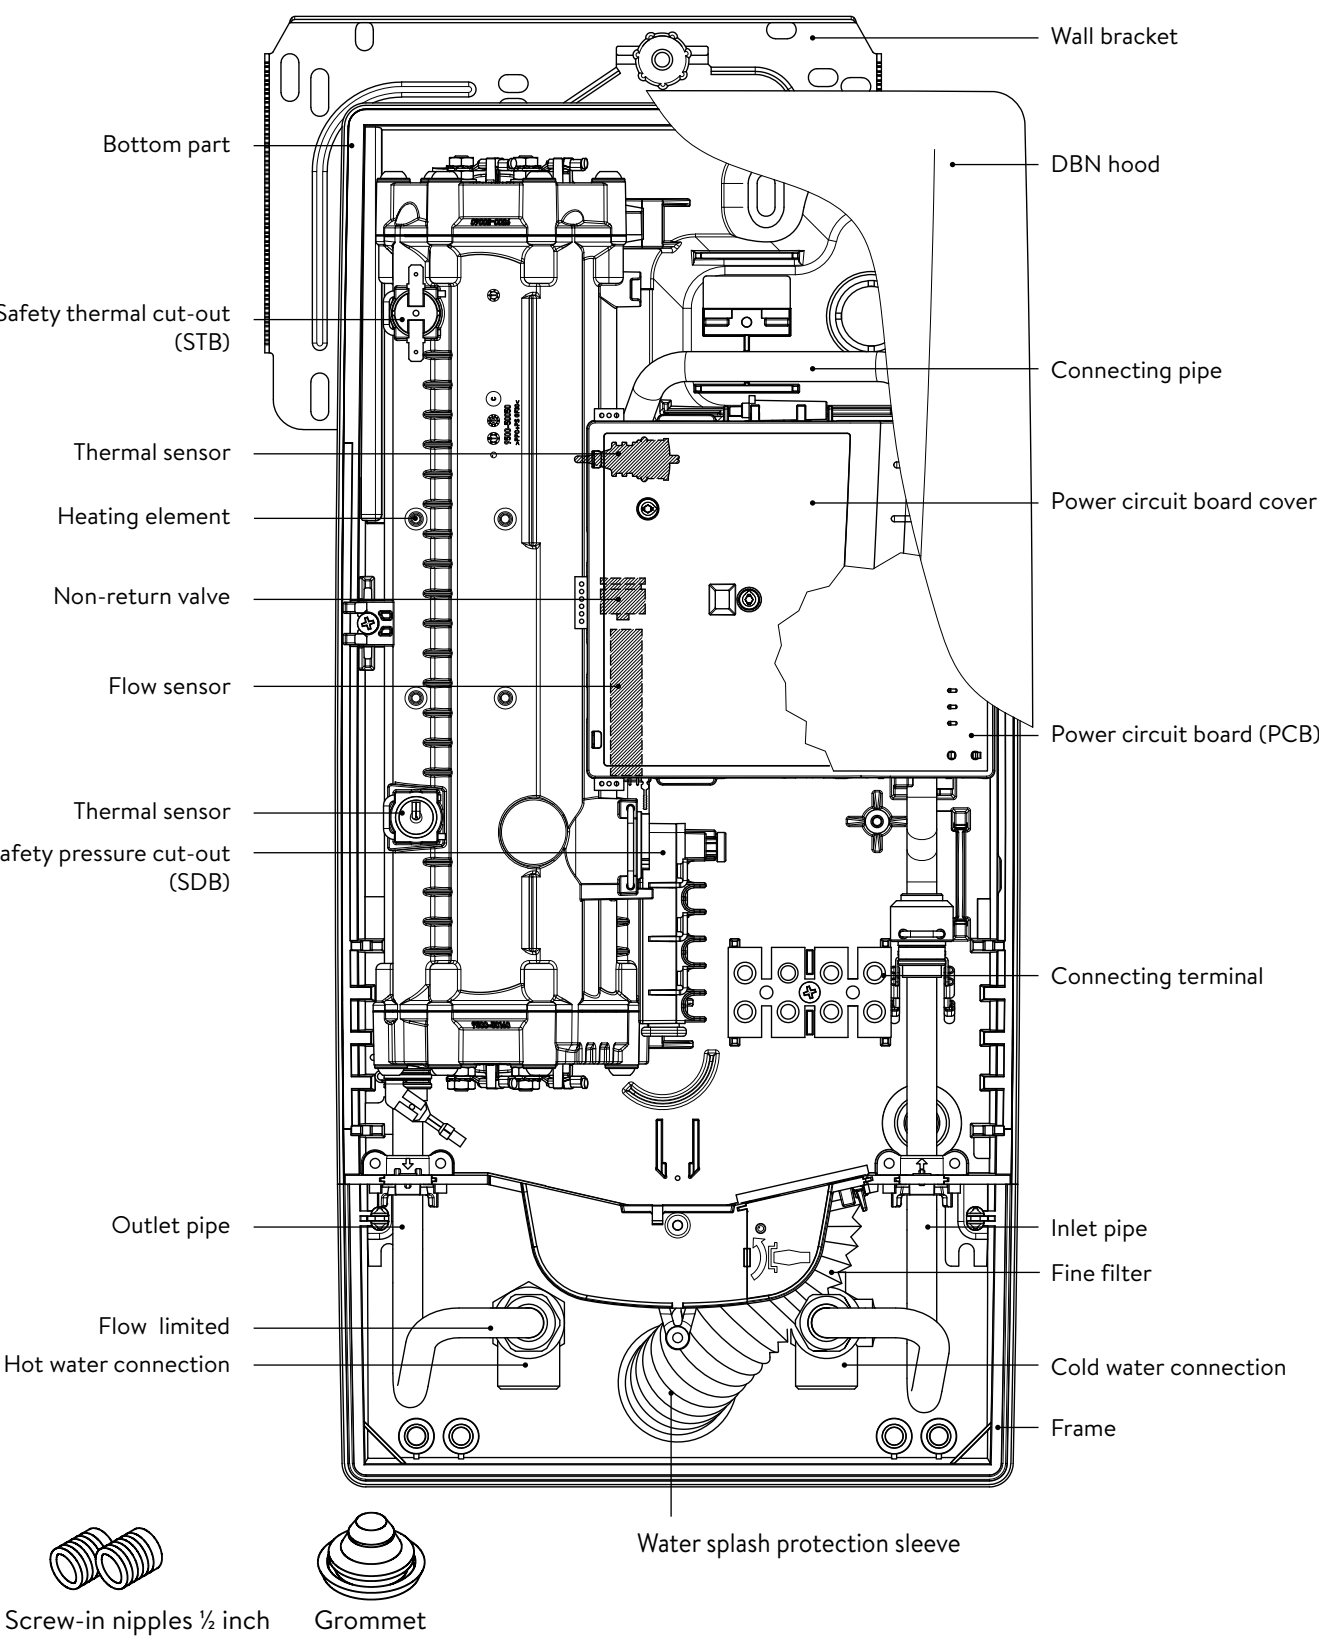 Wall bracket
Bottom part
DBN hood
Safety thermal cut-out
(STB)
Connecting pipe
Thermal sensor
Power circuit board cover
Heating element
Non-return valve
Flow sensor
Power circuit board (PCB)
Thermal sensor
afety pressure cut-out
(SDB)
Connecting terminal
Outlet pipe
Inlet pipe
Fine filter
Flow limited
Hot water connection
Cold water connection
Frame
Water splash protection sleeve
Screw-in nipples ½ inch
Grommet